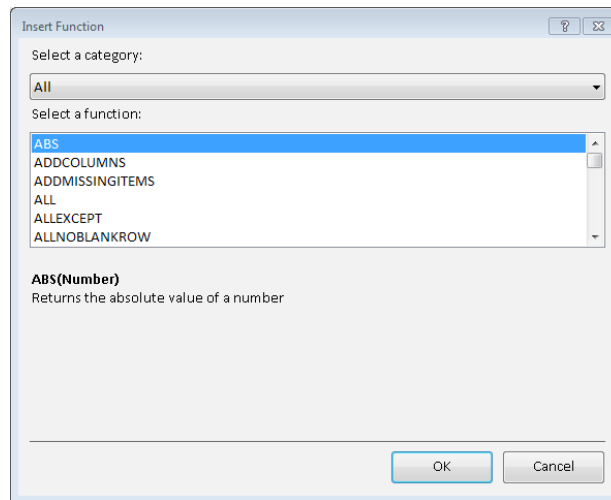 Insert Function
Select a category:
All
Select a function:
ABS
ADDCOLUMNS
ADDMISSINGITEMS
ALL
ALLEXCEPT
ALLNOBLANKROW
ABS(Number)
Returns the absolute value of a number
OK
Cancel